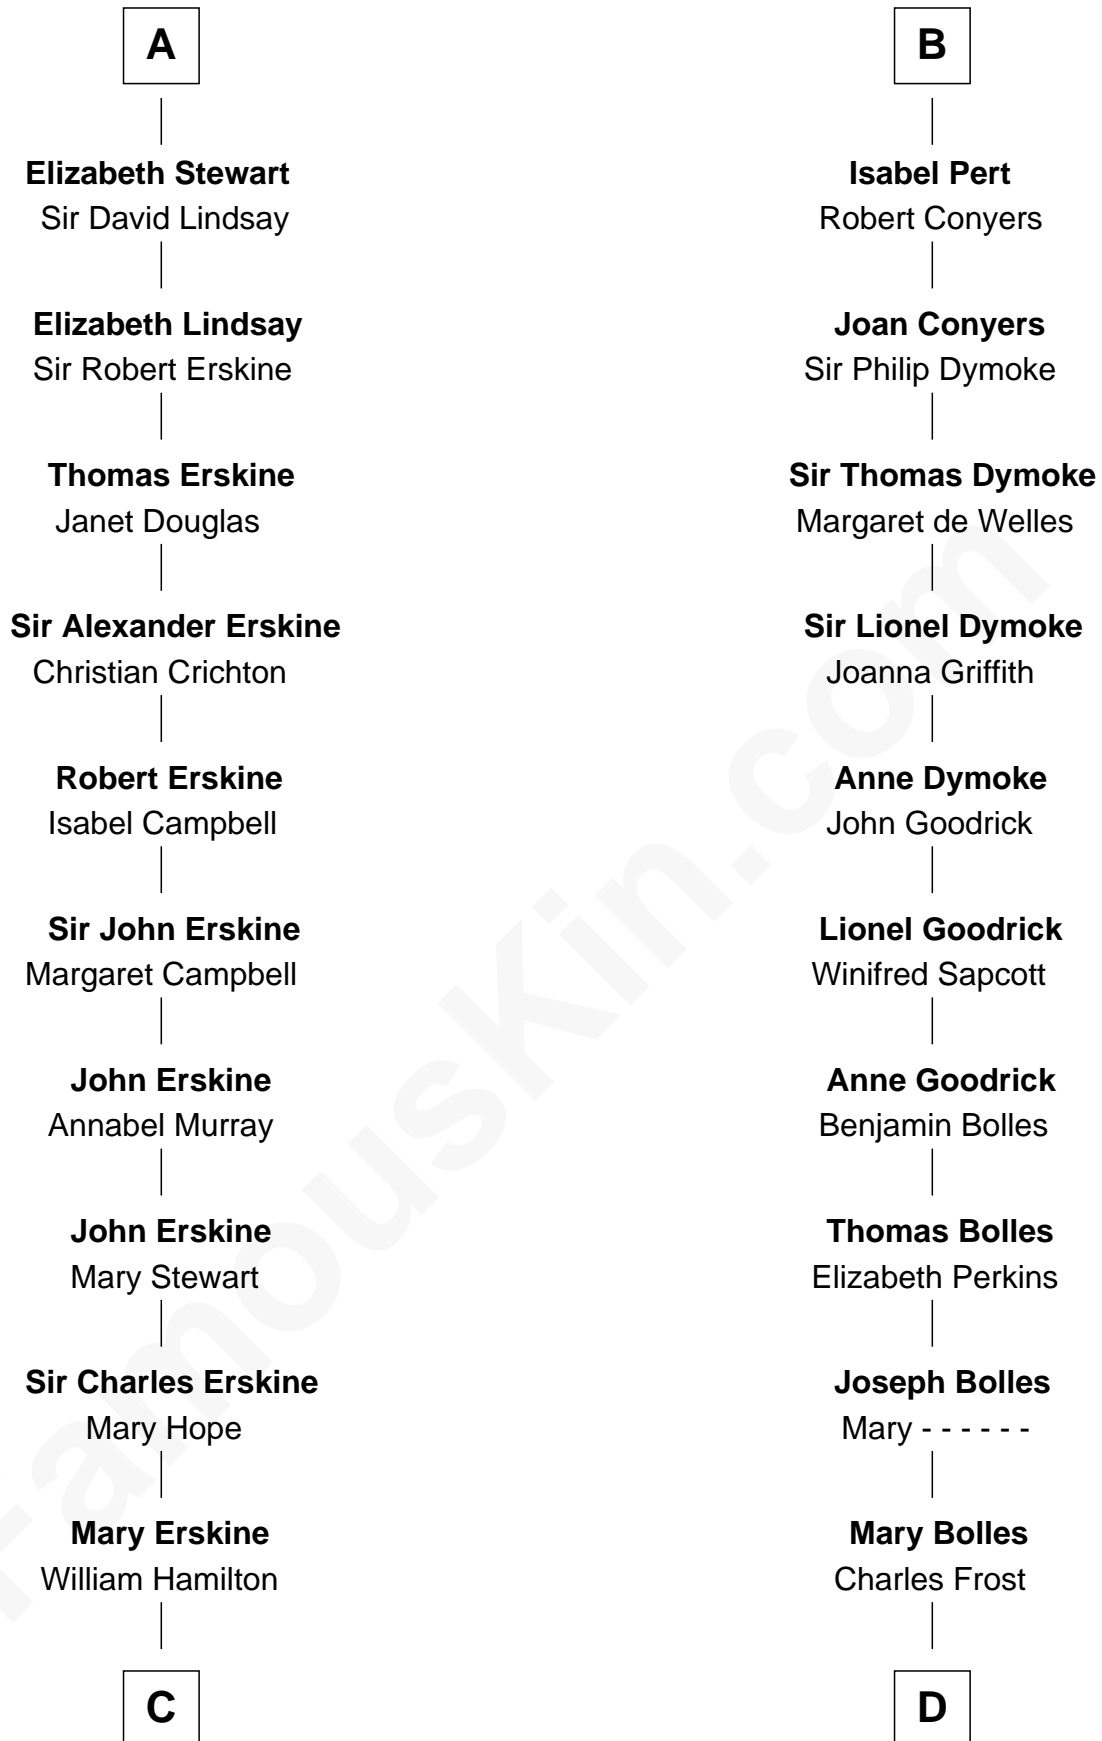 A
Elizabeth Stewart
Sir David Lindsay
Elizabeth Lindsay
Sir Robert Erskine
Thomas Erskine
Janet Douglas
Sir Alexander Erskine
Christian Crichton
Robert Erskine
Isabel Campbell
Sir John Erskine
Margaret Campbell
John Erskine
Annabel Murray
John Erskine
Mary Stewart
Sir Charles Erskine
Mary Hope
Mary Erskine
William Hamilton
C
B
Isabel Pert
Robert Conyers
Joan Conyers
Sir Philip Dymoke
Sir Thomas Dymoke
Margaret de Welles
Sir Lionel Dymoke
Joanna Griffith
Anne Dymoke
John Goodrick
Lionel Goodrick
Winifred Sapcott
Anne Goodrick
Benjamin Bolles
Thomas Bolles
Elizabeth Perkins
Joseph Bolles
Mary - - - - - -
Mary Bolles
Charles Frost
D
FamousKin.com